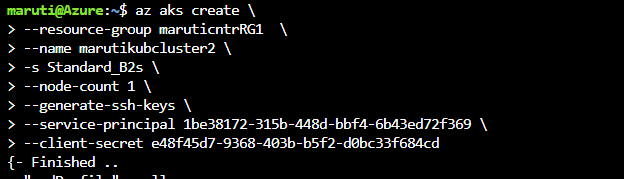 maruti@Azure:~$ az aks create \
> --resource-group maruticntrRG1  \
> --name marutikubcluster2 \
> -s Standard_B2s \
> --node-count 1 \
> --generate-ssh-keys \
> --service-principal 1be38172-315b-448d-bbf4-6b43ed72f369 \
> --client-secret e48f45d7-9368-403b-b5f2-d0bc33f684cd
{- Finished ..